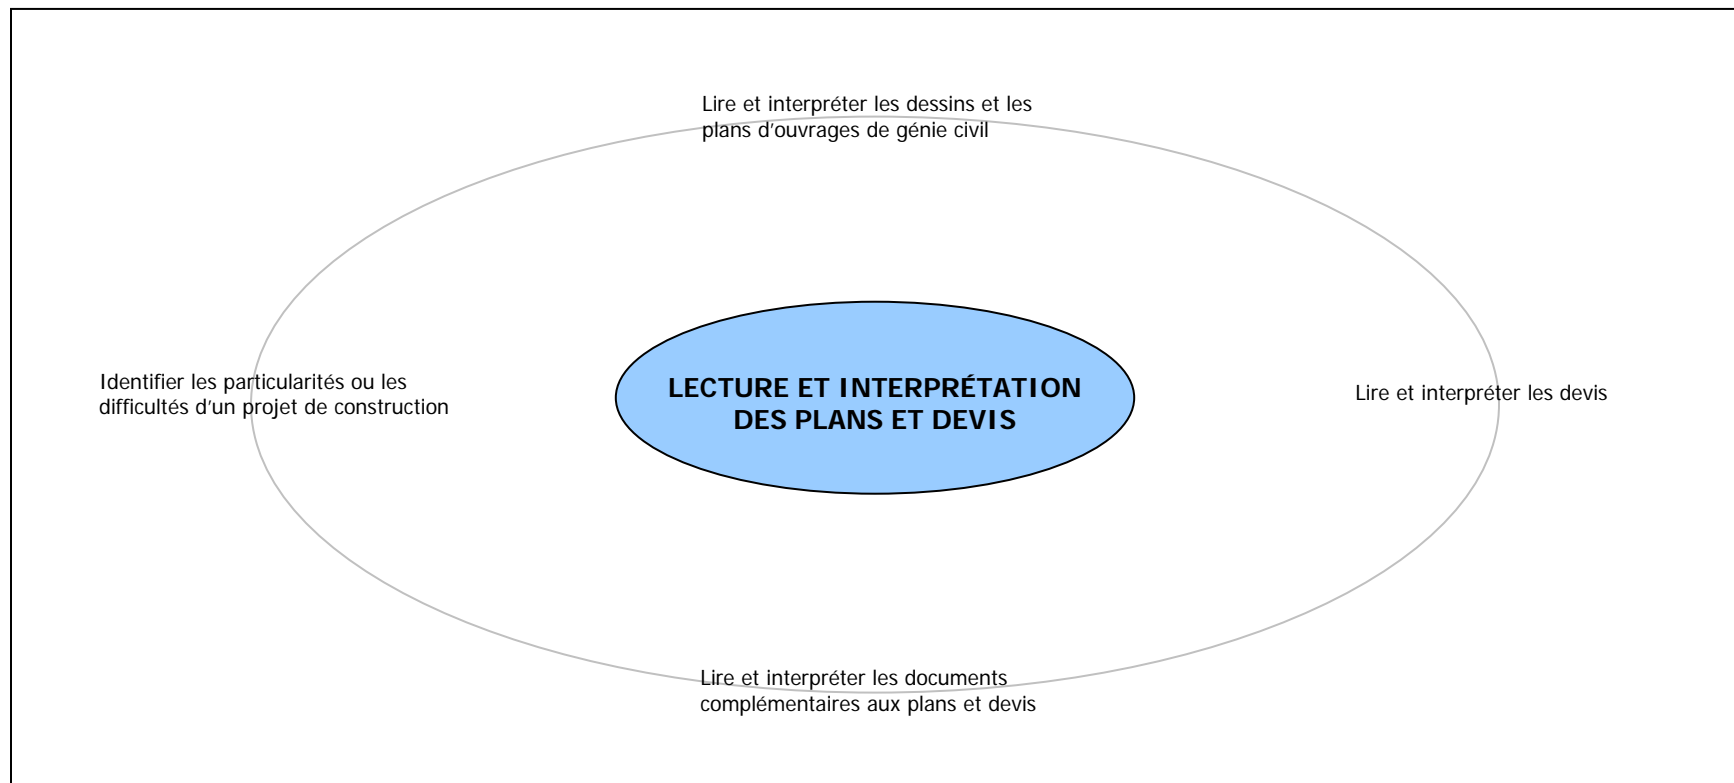 Lire et interpréter les dessins et les
plans d'ouvrages de génie civil
Identifier les particularités ou les
difficultés d'un projet de construction
LECTURE ET INTERPRÉTATION
DES PLANS ET DEVIS
Lire et interpréter les devis
Lire et interpréter les documents
complémentaires aux plans et devis